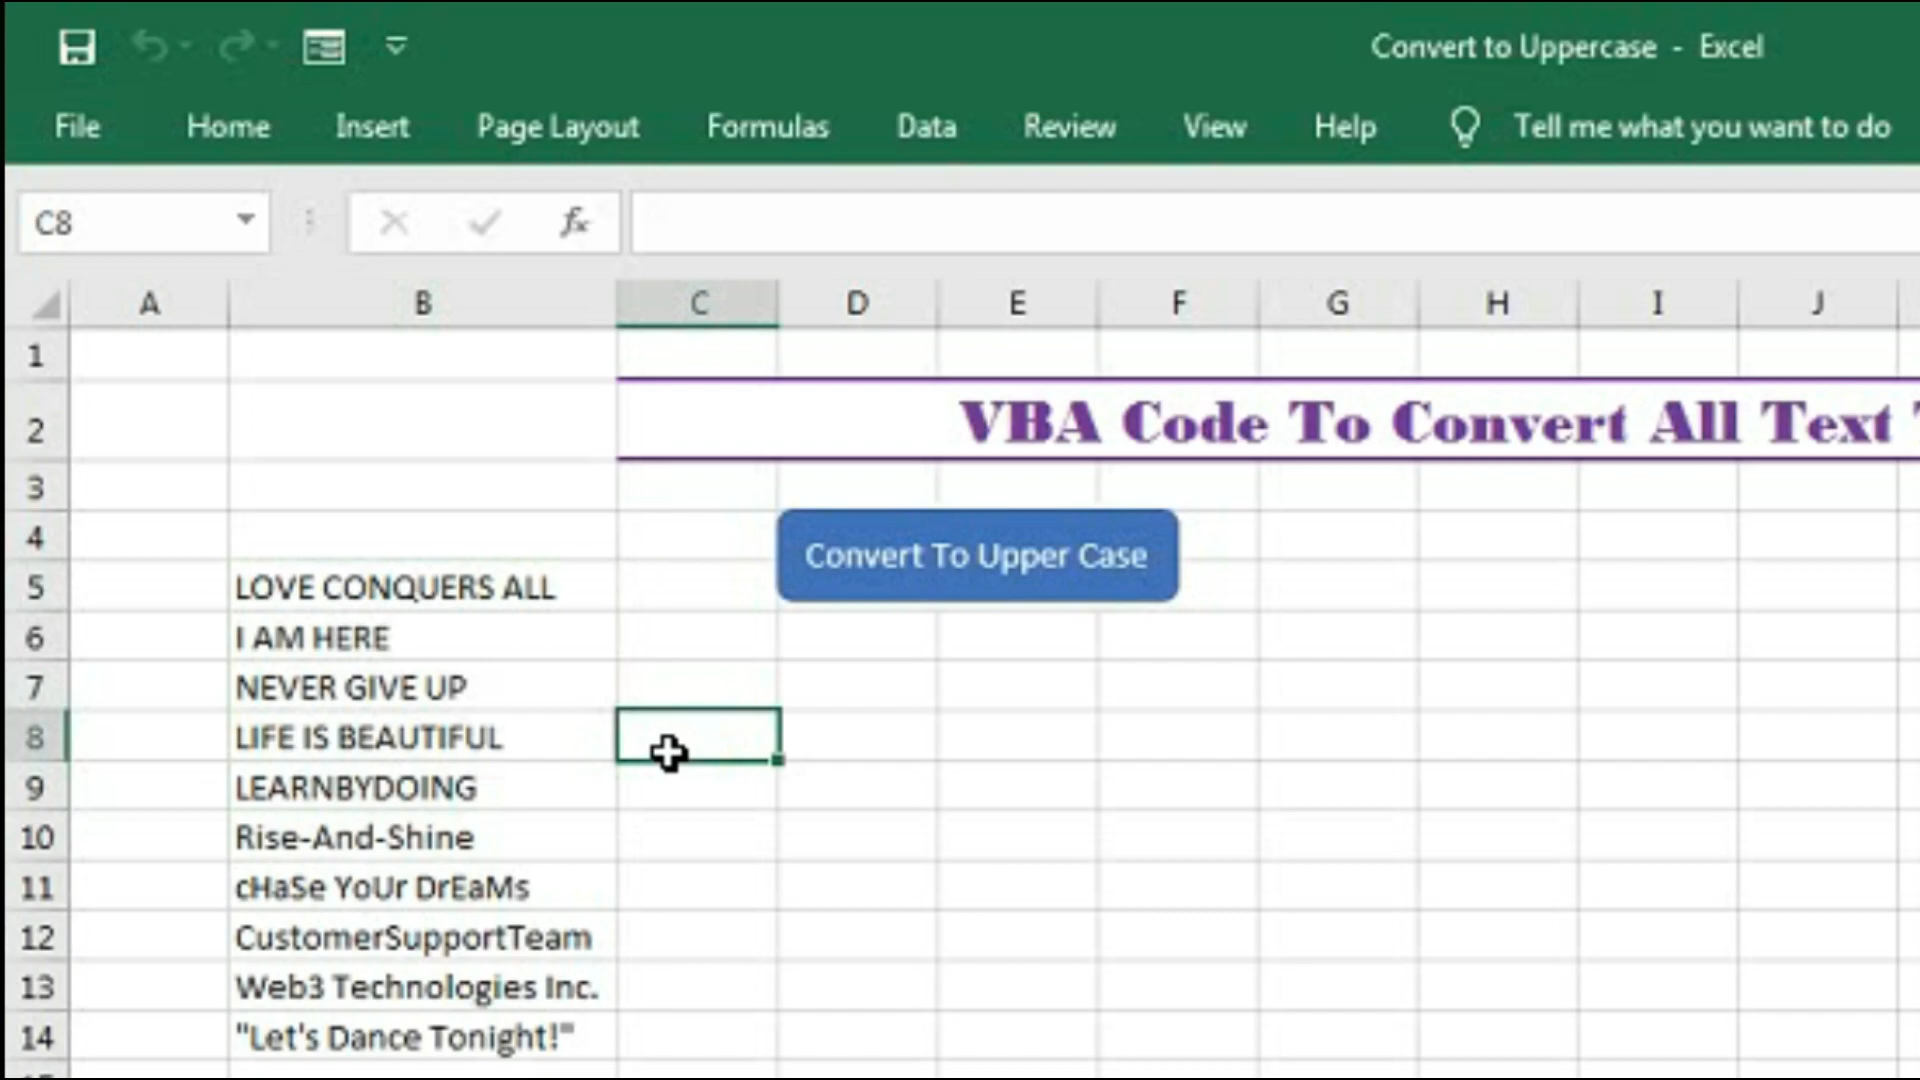 Convert to Uppercase - Excel
File Home Insert Page Layout Formulas Data Review View Help Tell me what you want to do
C8 fx
A B C D E F G H I J
1
2 VBA Code To Convert All Text
3
4
Convert To Upper Case
5 LOVE CONQUERS ALL
6 I AM HERE
7 NEVER GIVE UP
8 LIFE IS BEAUTIFUL
9 LEARNBYDOING
10 Rise-And-Shine
11 cHaSe YoUr DrEaMs
12 CustomerSupportTeam
13 Web3 Technologies Inc.
14 "Let's Dance Tonight!"